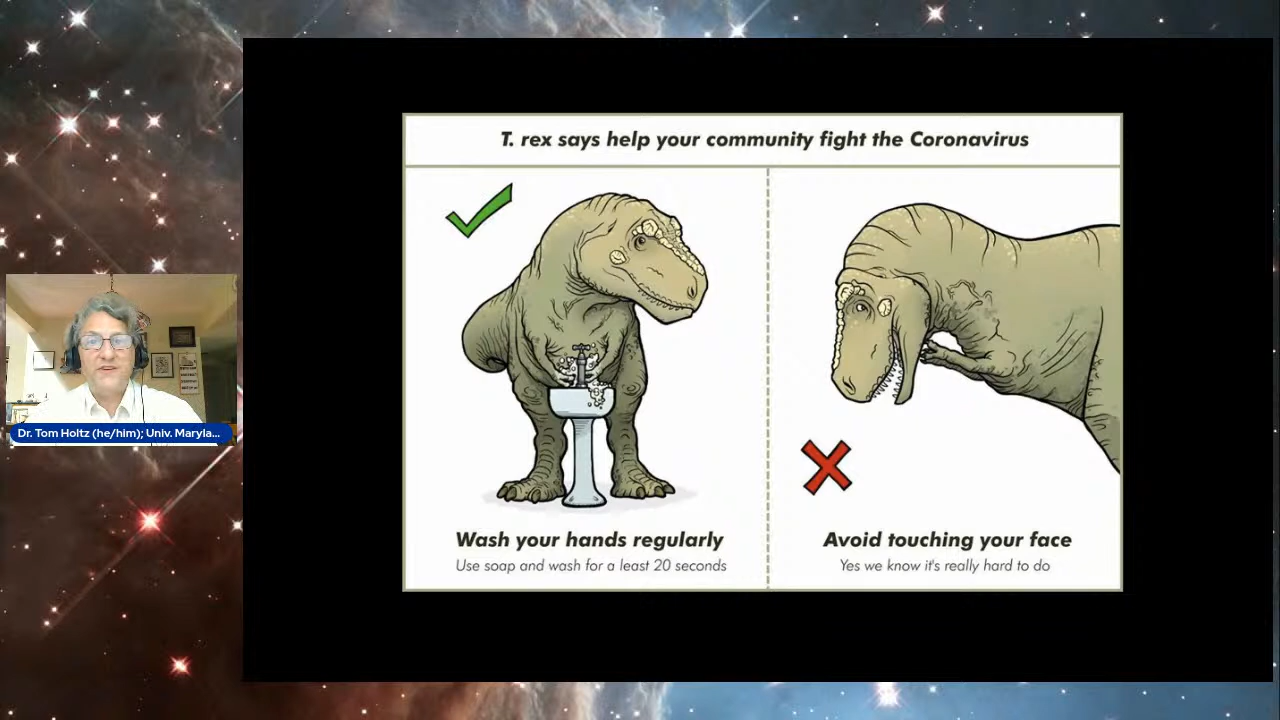 T. rex says help your community fight the Coronavirus
Wash your hands regularly
Use soap and wash for a least 20 seconds
Avoid touching your face
Yes we know it's really hard to do
Dr. Tom Holtz (he/him); Univ. Maryla...